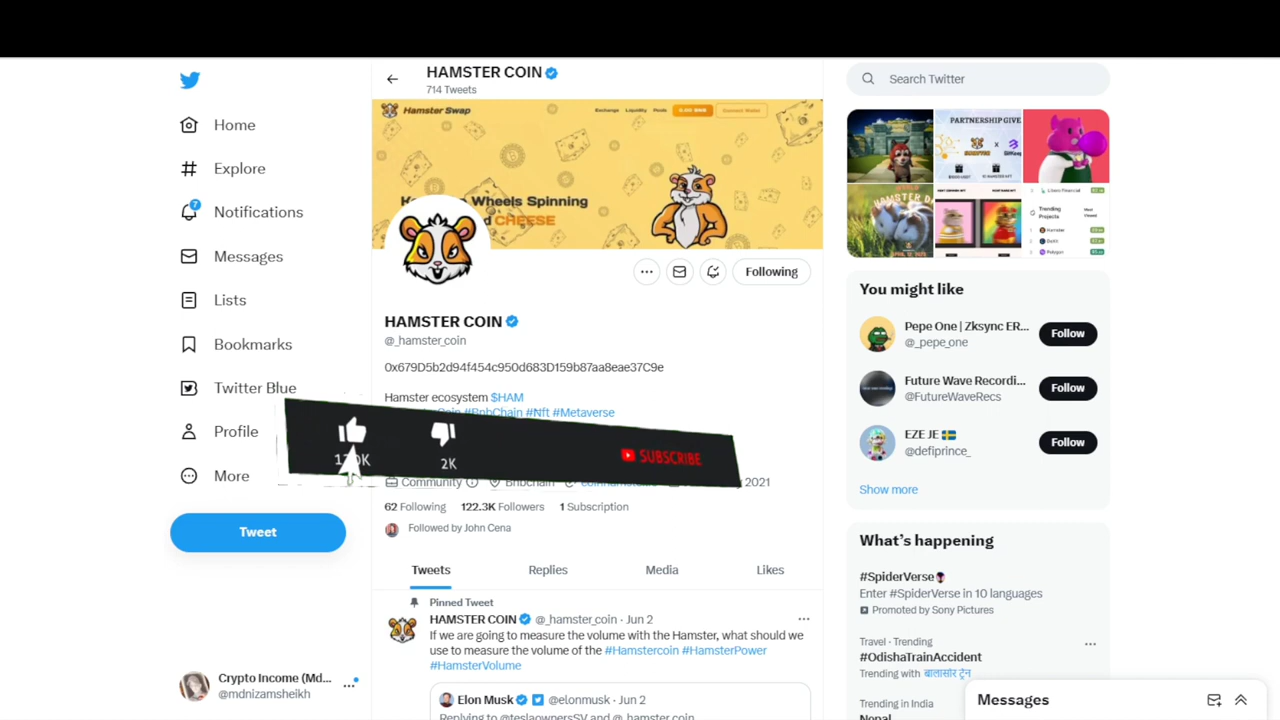 HAMSTER COIN
714 Tweets
Search Twitter
Home
Explore
Notifications
7
Messages
Lists
Bookmarks
Twitter Blue
Profile
More
Tweet
Crypto Income (Md...
@mdnizamsheikh
Hamster Swap
Exchange Liquidity Pools
Connect Wallet
Wheels Spinning
CHEESE
Following
HAMSTER COIN
@_hamster_coin
0x679D5b2d94f454c950d683D159b87aa8eae37C9e
Hamster ecosystem $HAM
#BnbChain #Nft #Metaverse
2K
SUBSCRIBE
Community
2021
62 Following 122.3K Followers 1 Subscription
Followed by John Cena
Tweets Replies Media Likes
Pinned Tweet
HAMSTER COIN @_hamster_coin · Jun 2
If we are going to measure the volume with the Hamster, what should we
use to measure the volume of the #Hamstercoin #HamsterPower
#HamsterVolume
Elon Musk @elonmusk · Jun 2
Replying to @teslaownersSV and @_hamster_coin
PARTNERSHIP GIVE
X
Trending
Projects
You might like
Pepe One | Zksync ER...
@_pepe_one
Follow
Future Wave Recordi...
@FutureWaveRecs
Follow
EZE JE
@defiprince_
Follow
Show more
What's happening
#SpiderVerse
Enter #SpiderVerse in 10 languages
Promoted by Sony Pictures
Travel · Trending
#OdishaTrainAccident
Trending with बालासोर ट्रेन
Trending in India
Nepal
Messages